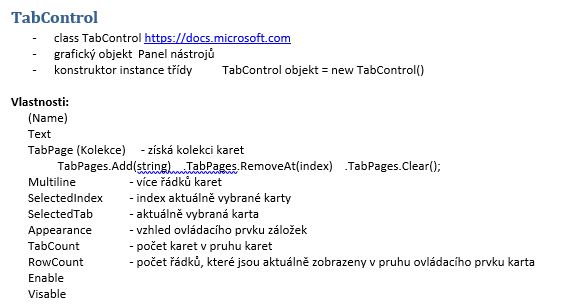 TabControl
- class TabControl https://docs.microsoft.com
- grafický objekt Panel nástrojů
- konstruktor instance třídy TabControl objekt = new TabControl()
Vlastnosti:
(Name)
Text
TabPage (Kolekce) - získá kolekci karet
TabPages.Add(string) .TabPages.RemoveAt(index) .TabPages.Clear();
Multiline - více řádků karet
SelectedIndex - index aktuálně vybrané karty
SelectedTab - aktuálně vybraná karta
Appearance - vzhled ovládacího prvku záložek
TabCount - počet karet v pruhu karet
RowCount - počet řádků, které jsou aktuálně zobrazeny v pruhu ovládacího prvku karta
Enable
Visable